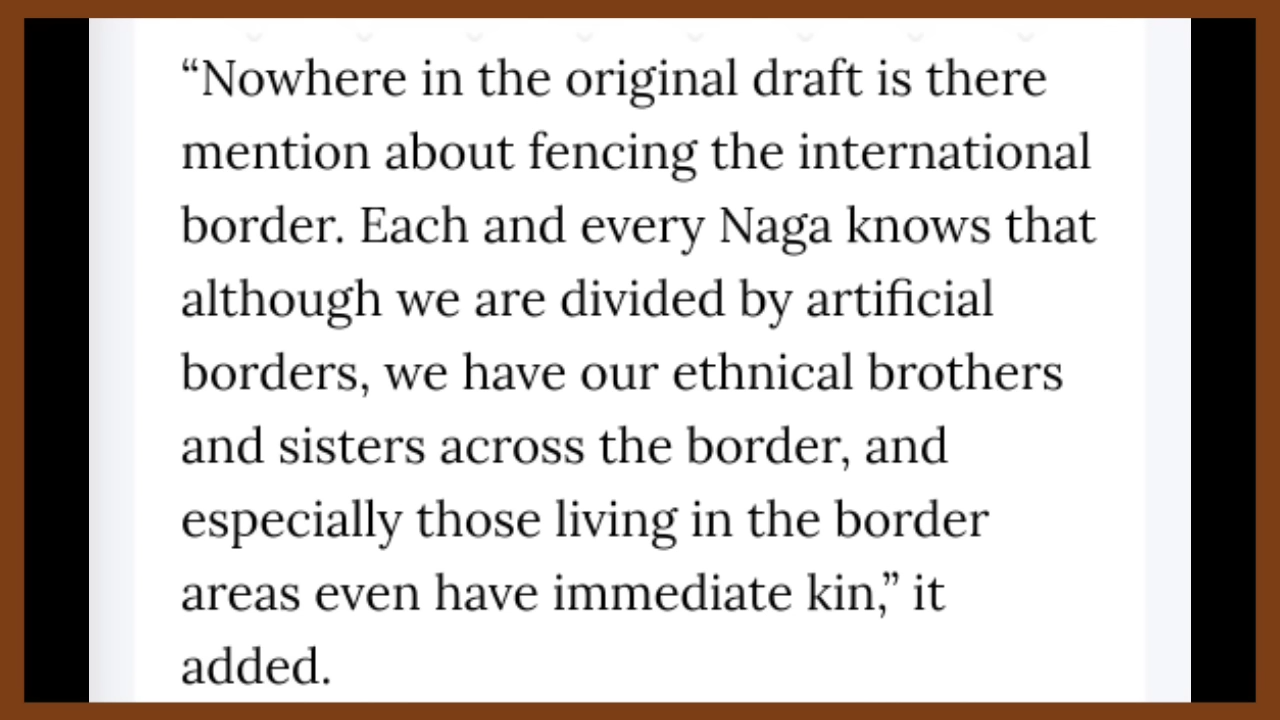 “Nowhere in the original draft is there
mention about fencing the international
border. Each and every Naga knows that
although we are divided by artificial
borders, we have our ethnical brothers
and sisters across the border, and
especially those living in the border
areas even have immediate kin,” it
added.